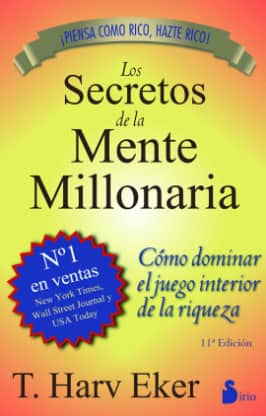 ¡PIENSA COMO RICO, HAZTE RICO!
Los
Secretos
de la
Mente
Millonaria
Nº1
en ventas
New York Times,
Wall Street Journal y
USA Today
Cómo dominar
el juego interior
de la riqueza
11ª Edición
T. Harv Eker
Sirio